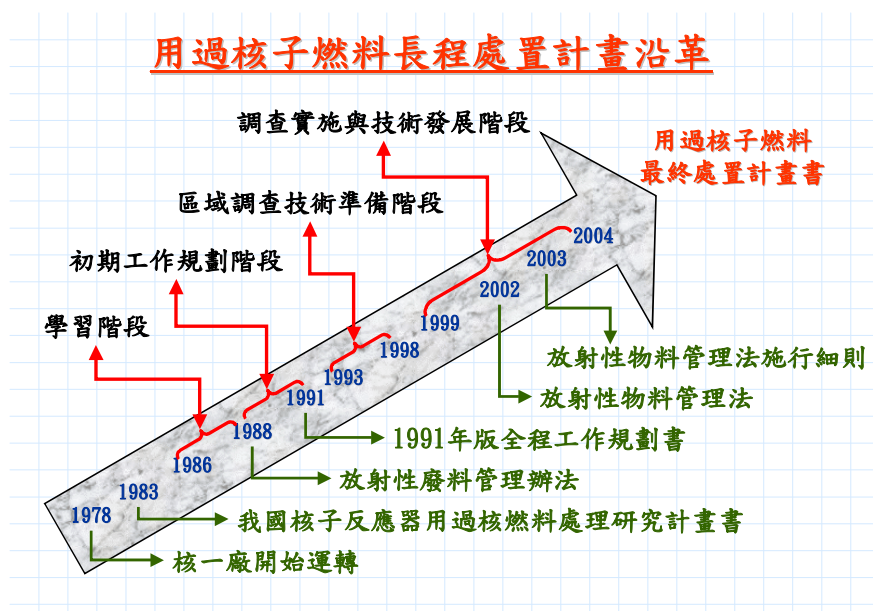 用過核子燃料長程處置計畫沿革
調查實施與技術發展階段
用過核子燃料
最終處置計畫書
區域調查技術準備階段
初期工作規劃階段
學習階段
2004
2003
2002
1999
1998
1993
1991
1988
1986
1983
1978
放射性物料管理法施行細則
放射性物料管理法
1991年版全程工作規劃書
放射性廢料管理辦法
我國核子反應器用過核燃料處理研究計畫書
核一廠開始運轉